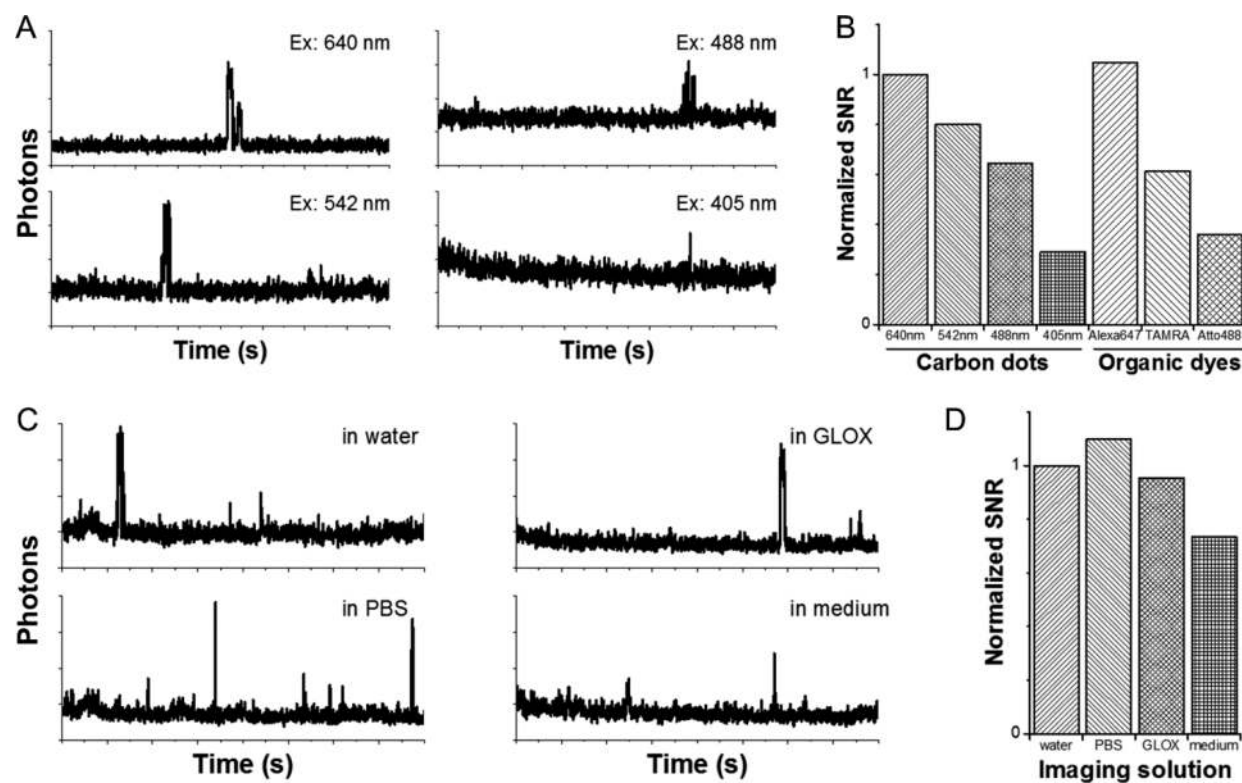 A
Ex: 640 nm
Ex: 488 nm
Ex: 542 nm
Ex: 405 nm
Photons
Time (s)
Time (s)
B
Normalized SNR
1
0
640nm 542nm 488nm 405nm Alexa647 TAMRA Atto488
Carbon dots Organic dyes
C
in water
in GLOX
in PBS
in medium
Photons
Time (s)
Time (s)
D
Normalized SNR
1
0
water PBS GLOX medium
Imaging solution